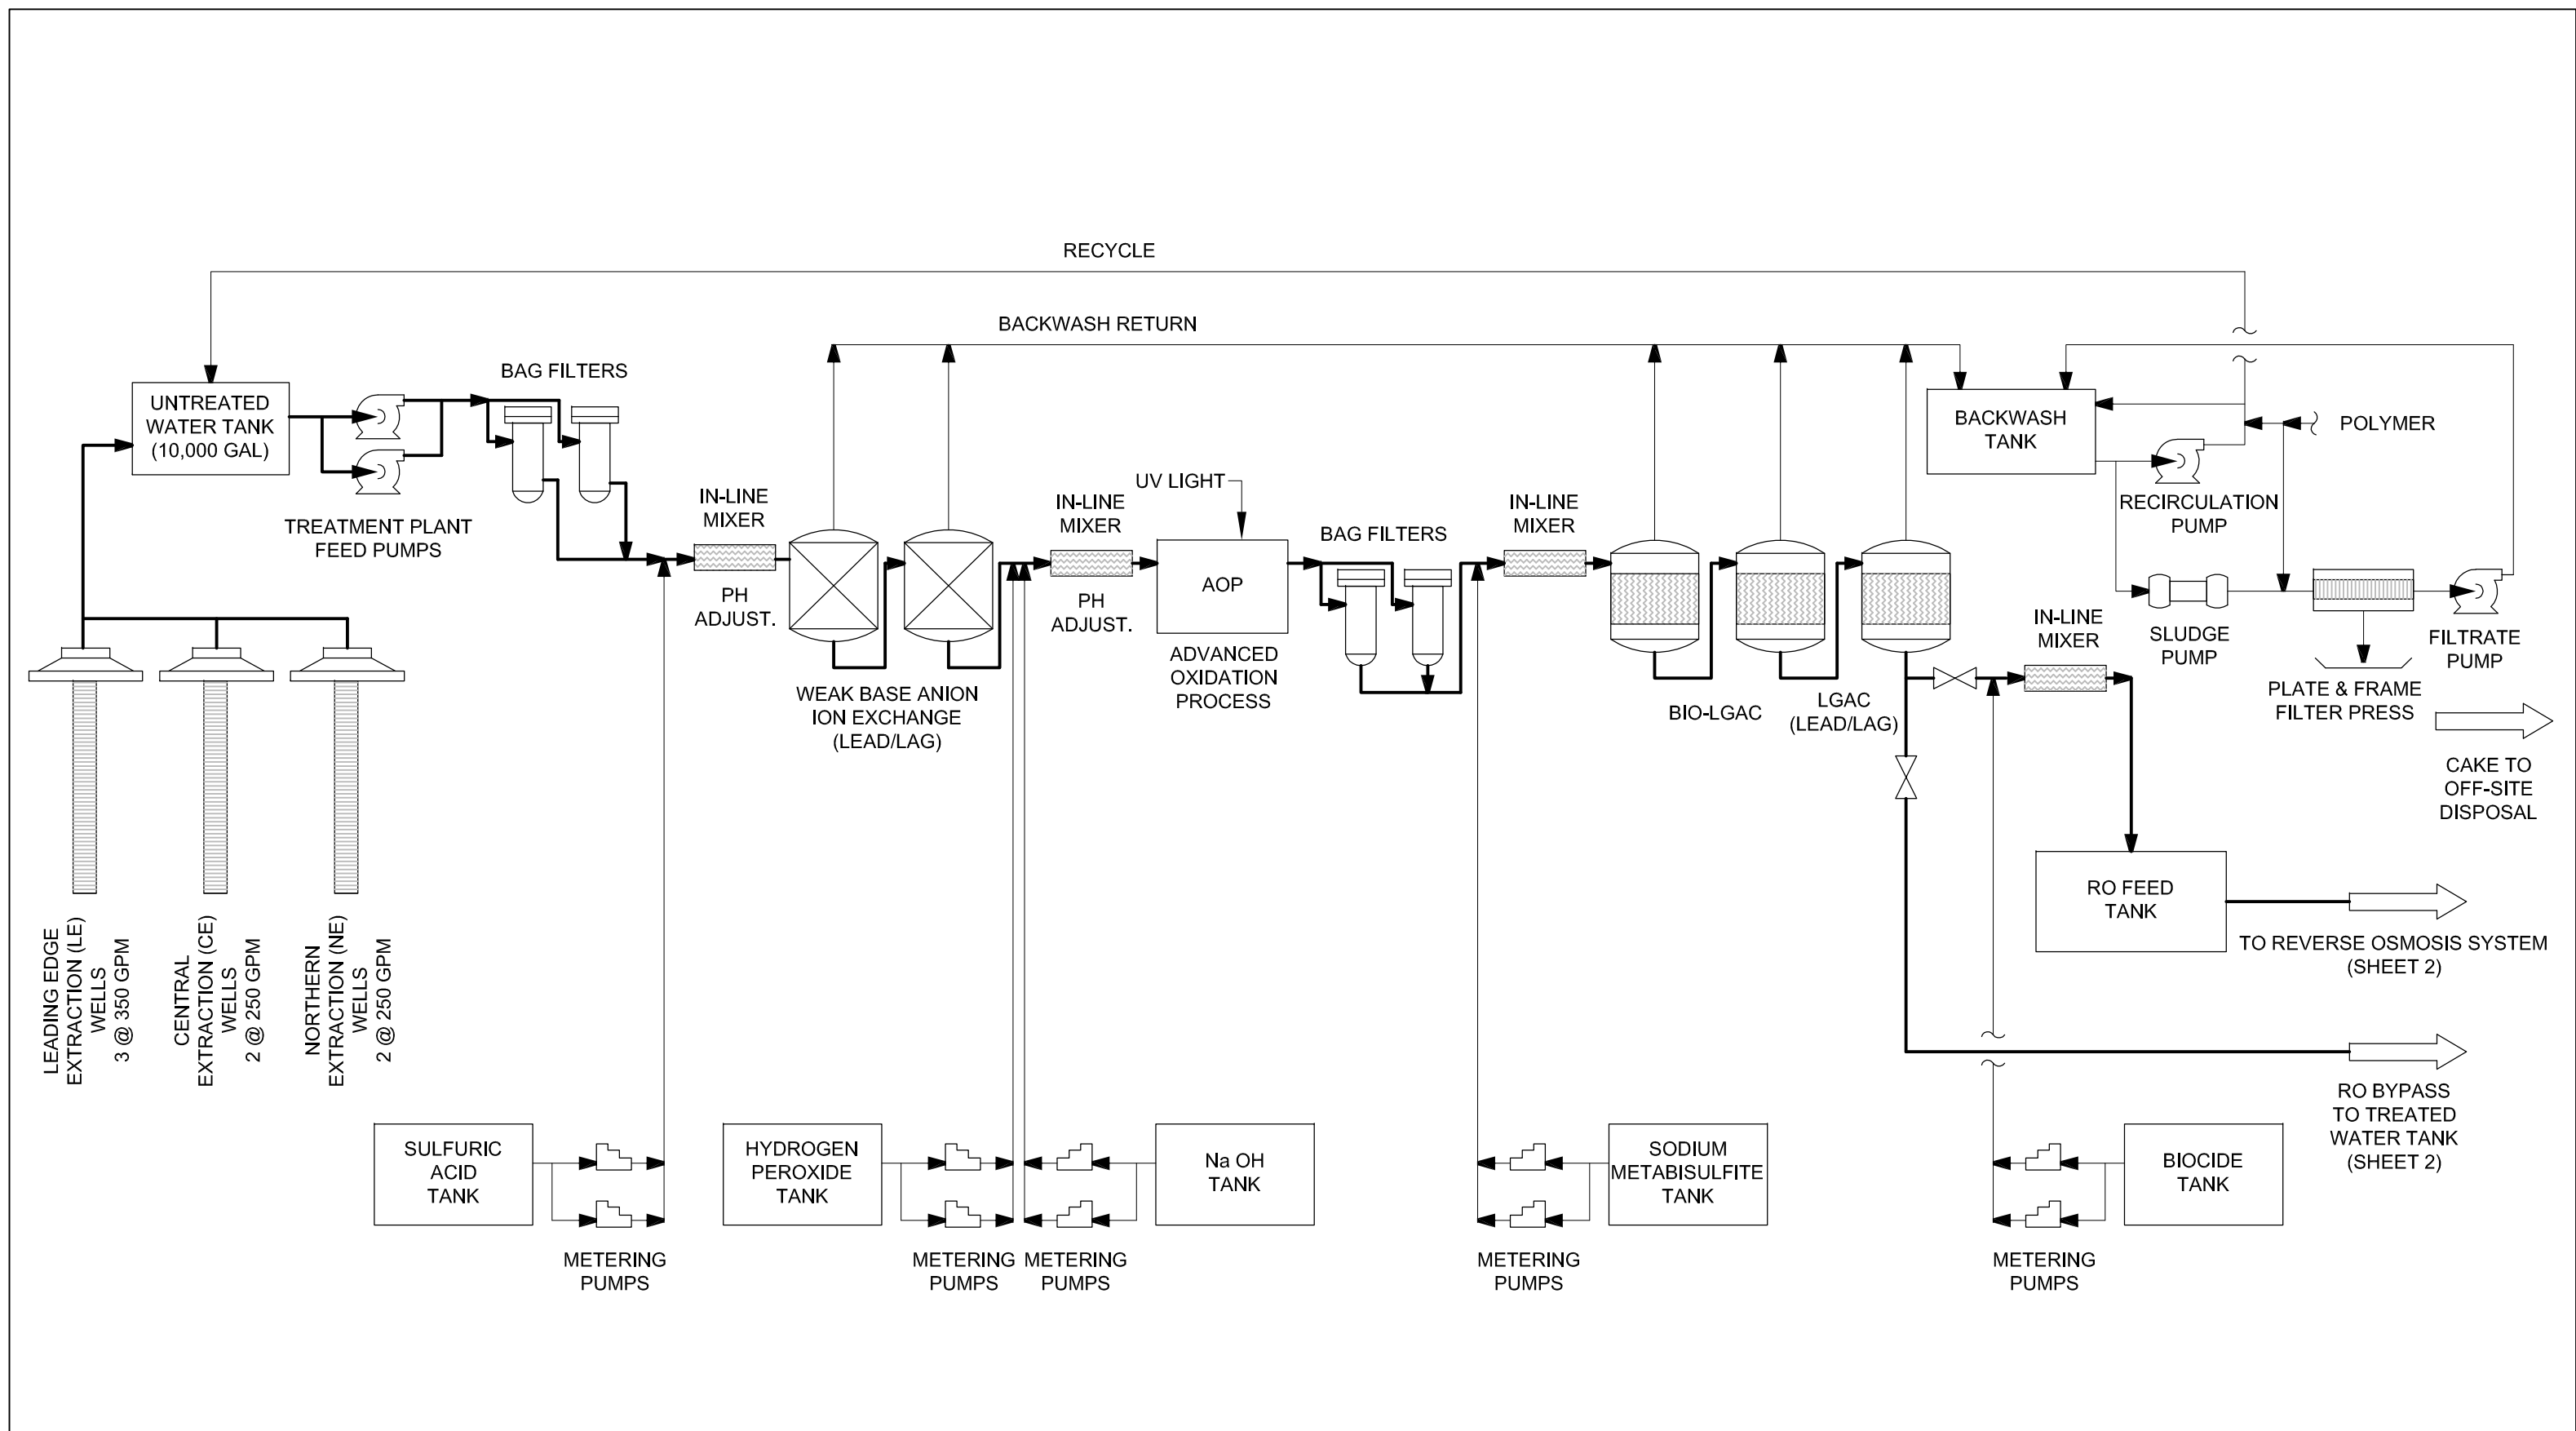 RECYCLE
BACKWASH RETURN
BAG FILTERS
UNTREATED
WATER TANK
(10,000 GAL)
TREATMENT PLANT
FEED PUMPS
IN-LINE
MIXER
PH
ADJUST.
WEAK BASE ANION
ION EXCHANGE
(LEAD/LAG)
IN-LINE
MIXER
PH
ADJUST.
UV LIGHT
AOP
ADVANCED
OXIDATION
PROCESS
BAG FILTERS
IN-LINE
MIXER
BIO-LGAC
LGAC
(LEAD/LAG)
BACKWASH
TANK
POLYMER
RECIRCULATION
PUMP
SLUDGE
PUMP
FILTRATE
PUMP
PLATE & FRAME
FILTER PRESS
CAKE TO
OFF-SITE
DISPOSAL
IN-LINE
MIXER
RO FEED
TANK
TO REVERSE OSMOSIS SYSTEM
(SHEET 2)
RO BYPASS
TO TREATED
WATER TANK
(SHEET 2)
LEADING EDGE
EXTRACTION (LE)
WELLS
3 @ 350 GPM
CENTRAL
EXTRACTION (CE)
WELLS
2 @ 250 GPM
NORTHERN
EXTRACTION (NE)
WELLS
2 @ 250 GPM
SULFURIC
ACID
TANK
METERING
PUMPS
HYDROGEN
PEROXIDE
TANK
METERING
PUMPS
METERING
PUMPS
Na OH
TANK
METERING
PUMPS
SODIUM
METABISULFITE
TANK
METERING
PUMPS
BIOCIDE
TANK